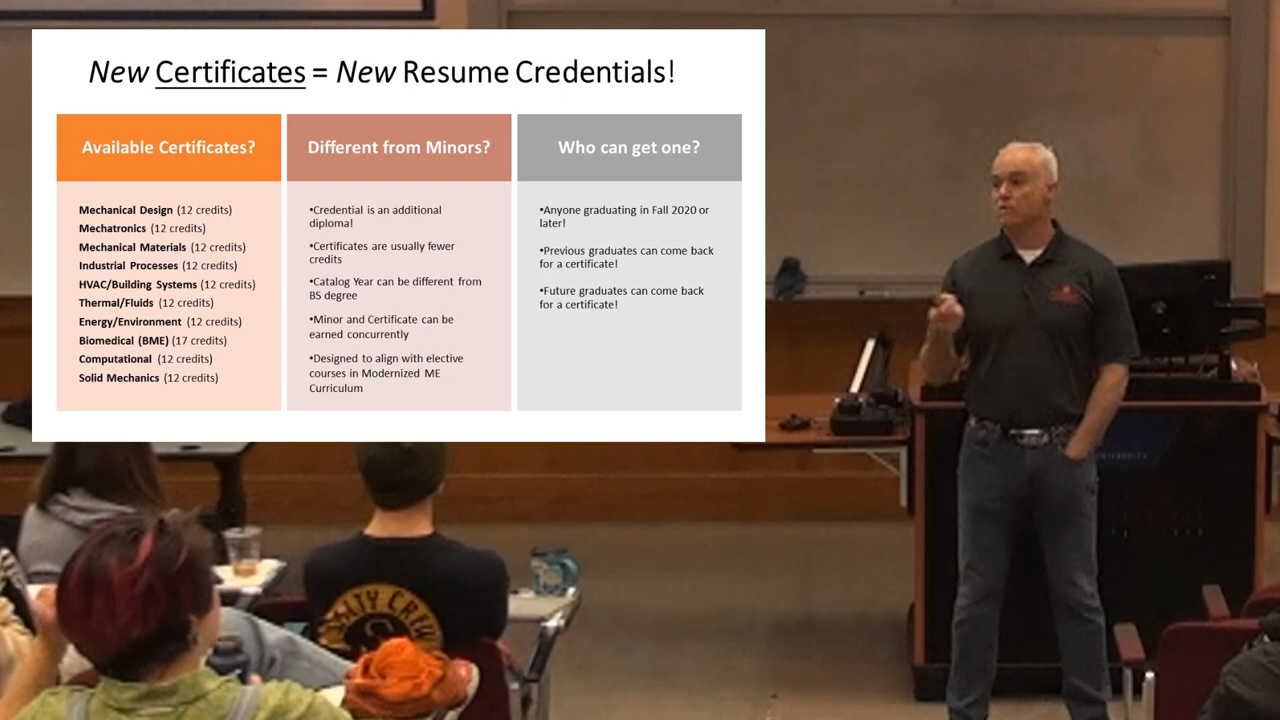 New Certificates = New Resume Credentials!
Available Certificates?
Mechanical Design (12 credits)
Mechatronics (12 credits)
Mechanical Materials (12 credits)
Industrial Processes (12 credits)
HVAC/Building Systems (12 credits)
Thermal/Fluids (12 credits)
Energy/Environment (12 credits)
Biomedical (BME) (17 credits)
Computational (12 credits)
Solid Mechanics (12 credits)
Different from Minors?
•Credential is an additional
diploma!
•Certificates are usually fewer
credits
•Catalog Year can be different from
BS degree
•Minor and Certificate can be
earned concurrently
•Designed to align with elective
courses in Modernized ME
Curriculum
Who can get one?
•Anyone graduating in Fall 2020 or
later!
•Previous graduates can come back
for a certificate!
•Future graduates can come back
for a certificate!
CREW